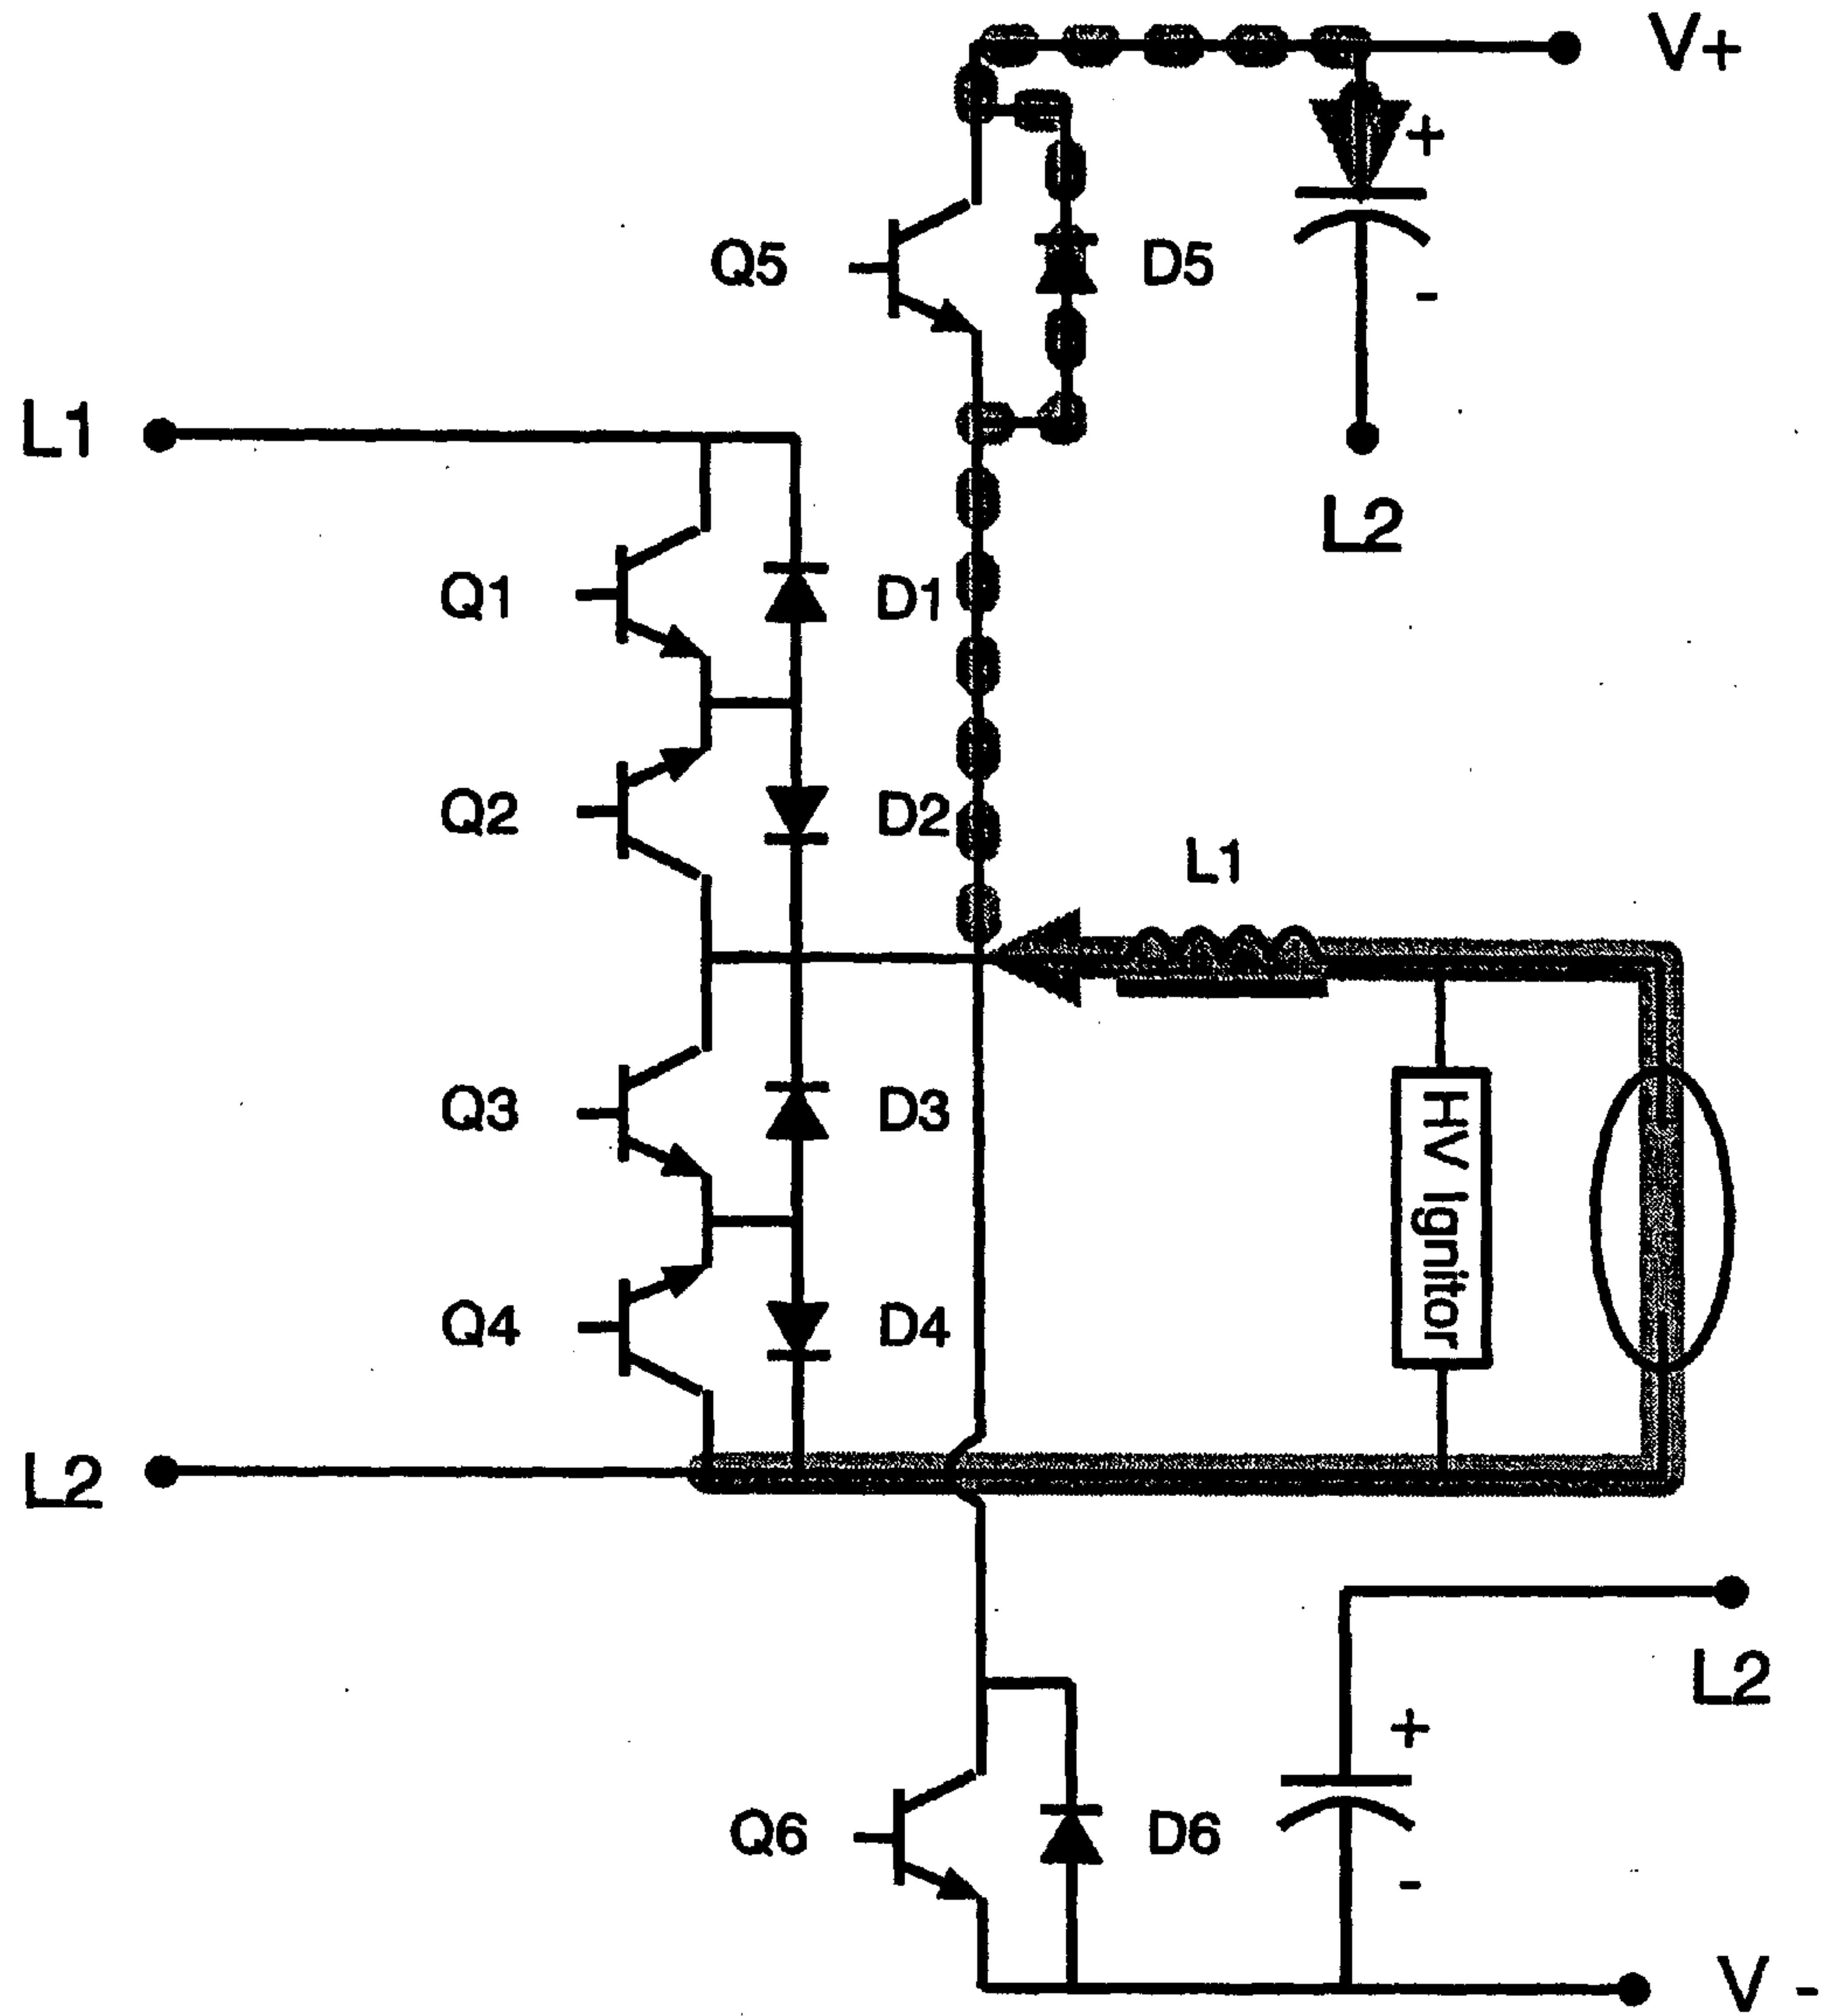 V+
+
Q5
D5
-
L1
L2
Q1
D1
Q2
D2
L1
Q3
D3
HV Ignitor
Q4
D4
L2
L2
+
Q6
D6
-
V -